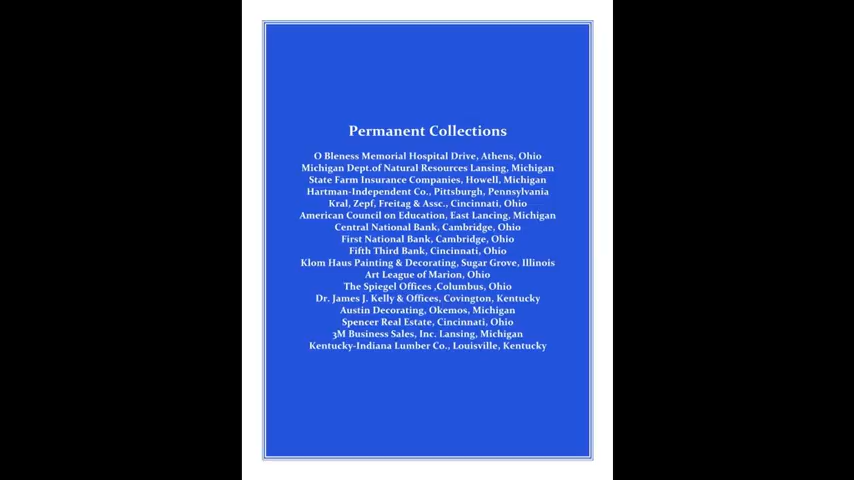 Permanent Collections
O Bleness Memorial Hospital Drive, Athens, Ohio
Michigan Dept.of Natural Resources Lansing, Michigan
State Farm Insurance Companies, Howell, Michigan
Hartman-Independent Co., Pittsburgh, Pennsylvania
Kral, Zepf, Freitag & Assc., Cincinnati, Ohio
American Council on Education, East Lancing, Michigan
Central National Bank, Cambridge, Ohio
First National Bank, Cambridge, Ohio
Fifth Third Bank, Cincinnati, Ohio
Klom Haus Painting & Decorating, Sugar Grove, Illinois
Art League of Marion, Ohio
The Spiegel Offices ,Columbus, Ohio
Dr. James J. Kelly & Offices, Covington, Kentucky
Austin Decorating, Okemos, Michigan
Spencer Real Estate, Cincinnati, Ohio
3M Business Sales, Inc. Lansing, Michigan
Kentucky-Indiana Lumber Co., Louisville, Kentucky